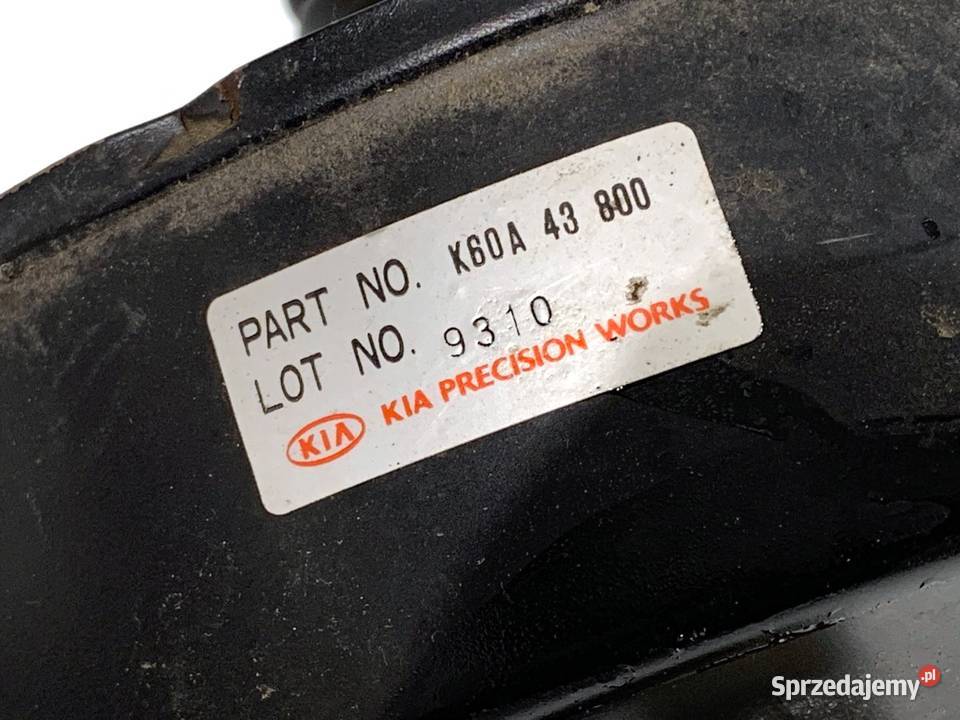 PART NO. K60A 43 800
LOT NO. 9310
KIA KIA PRECISION WORKS
Sprzedajemy.pl